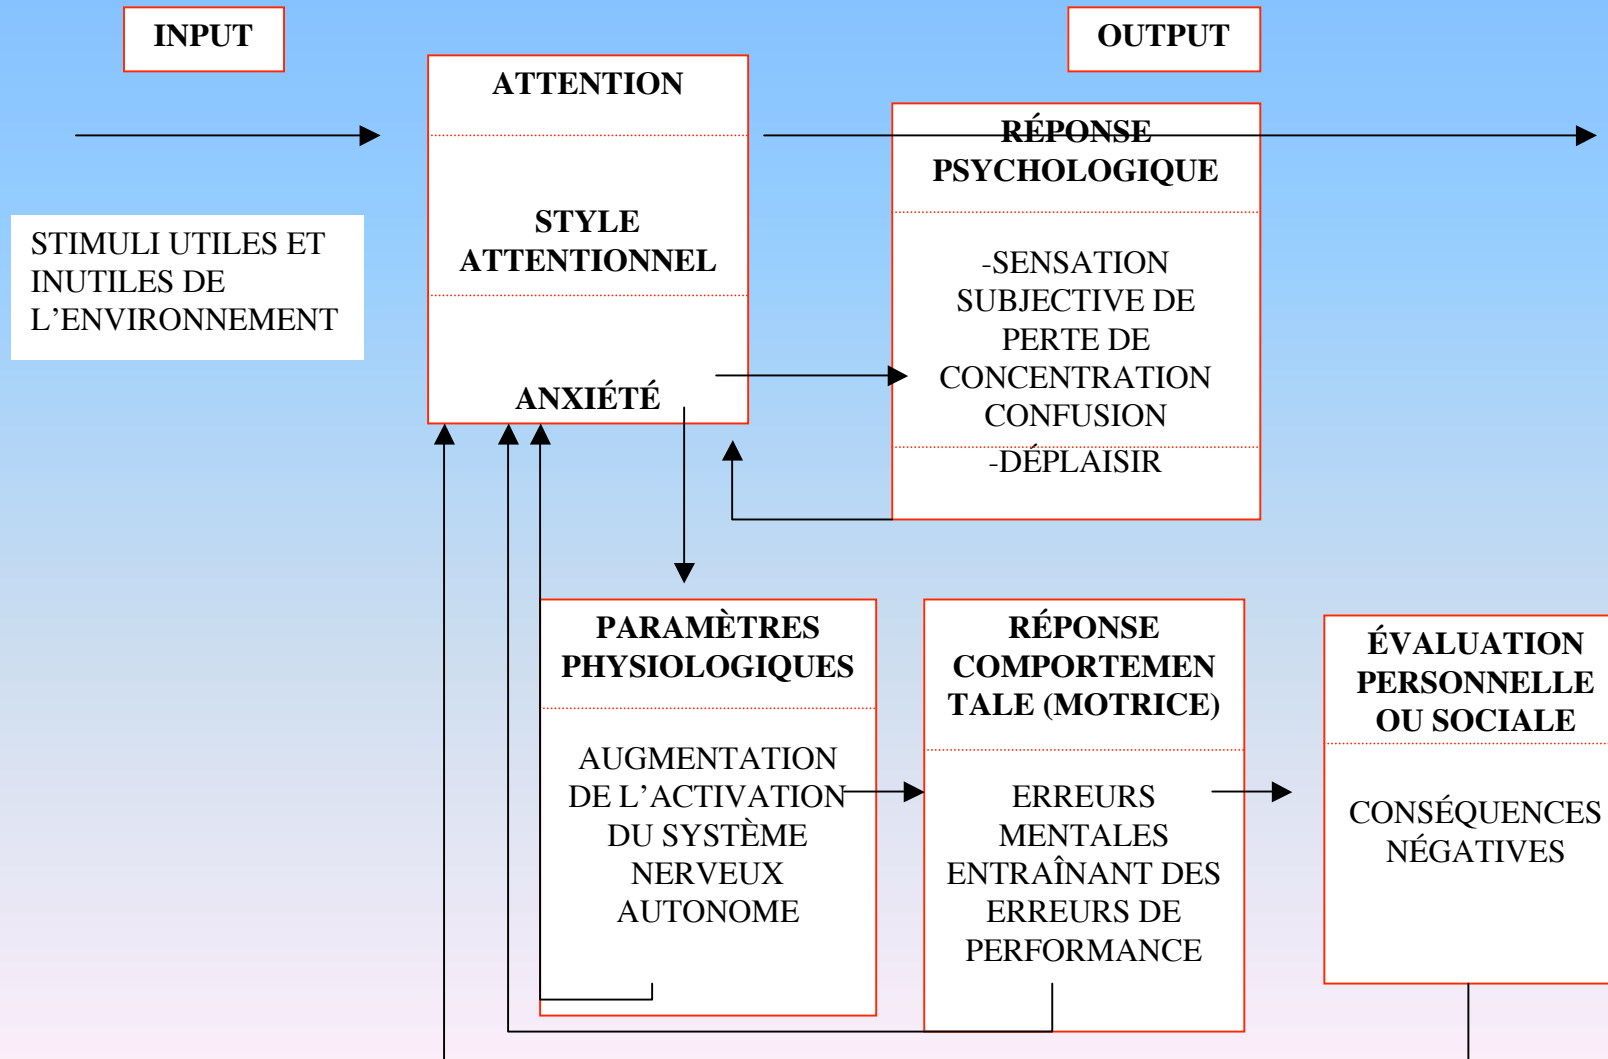 INPUT
OUTPUT
ATTENTION
STYLE
ATTENTIONNEL
ANXIÉTÉ
STIMULI UTILES ET
INUTILES DE
L’ENVIRONNEMENT
RÉPONSE
PSYCHOLOGIQUE
-SENSATION
SUBJECTIVE DE
PERTE DE
CONCENTRATION
CONFUSION
-DÉPLAISIR
PARAMÈTRES
PHYSIOLOGIQUES
AUGMENTATION
DE L’ACTIVATION
DU SYSTÈME
NERVEUX
AUTONOME
RÉPONSE
COMPORTEMEN
TALE (MOTRICE)
ERREURS
MENTALES
ENTRAÎNANT DES
ERREURS DE
PERFORMANCE
ÉVALUATION
PERSONNELLE
OU SOCIALE
CONSÉQUENCES
NÉGATIVES